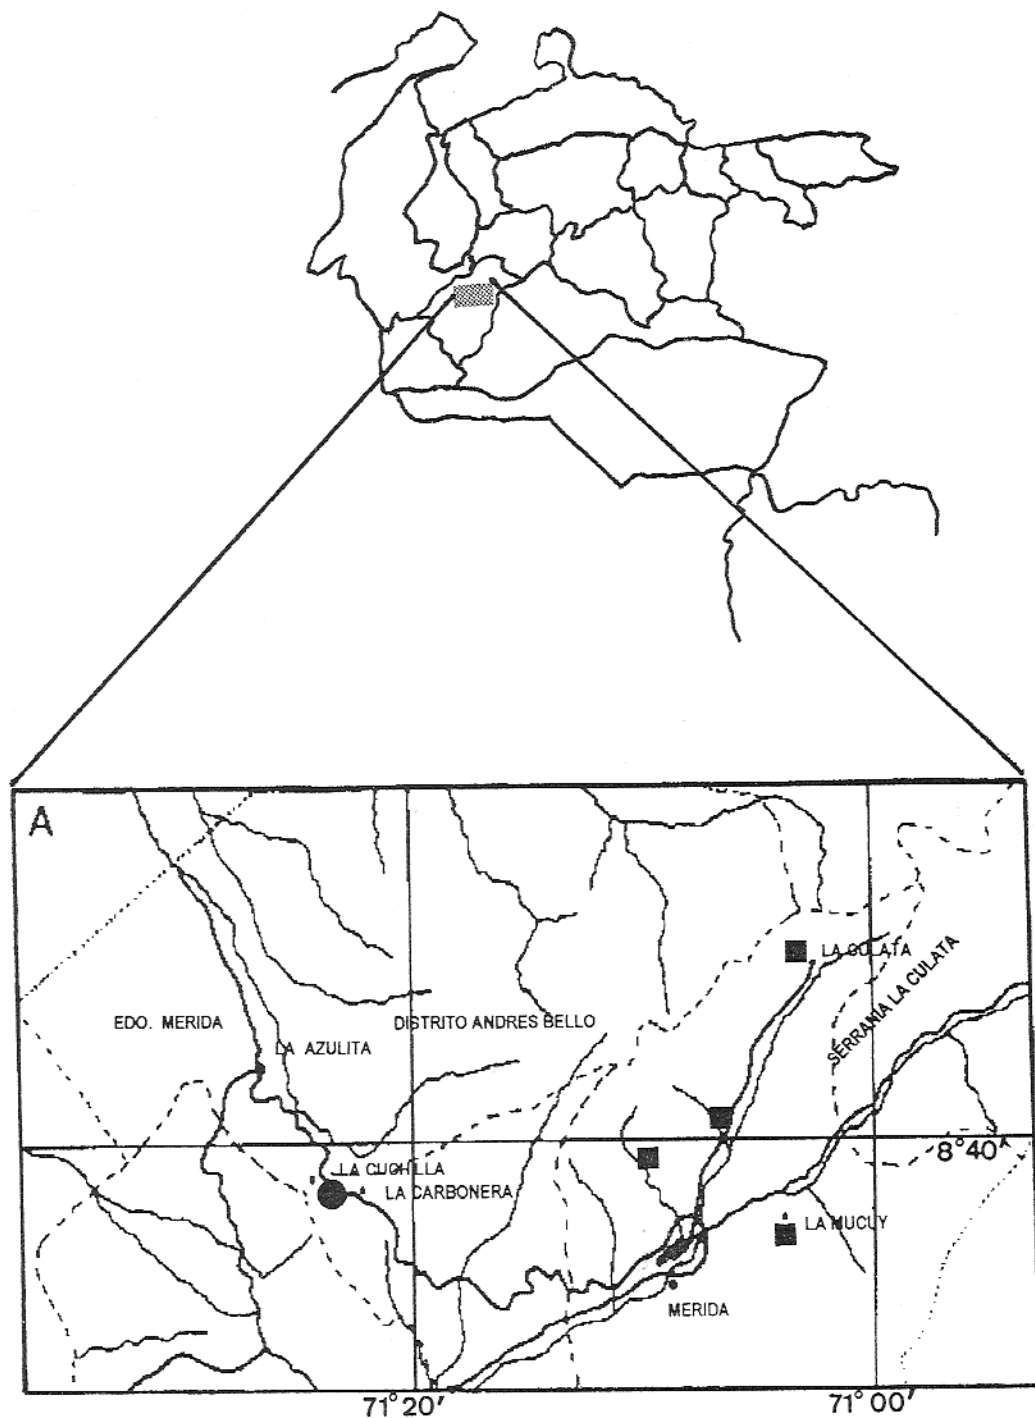 A
LA CULATA
SERRANIA LA CULATA
EDO. MERIDA
DISTRITO ANDRES BELLO
LA AZULITA
8°40'
LA CUCHILLA
LA CARBONERA
LA MUCUY
MERIDA
71°20'
71°00'